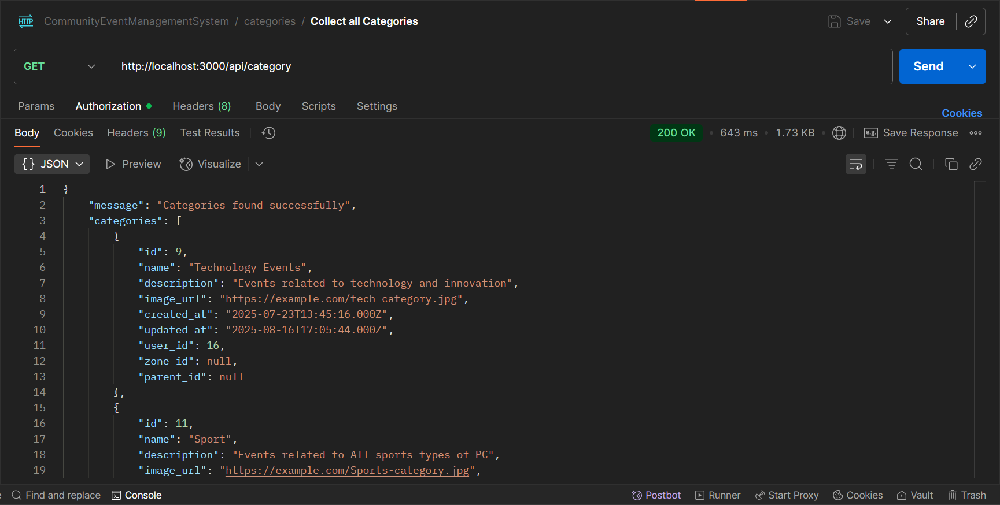 HTTP CommunityEventManagementSystem / categories / Collect all Categories Save Share
GET http://localhost:3000/api/category Send
Params Authorization Headers (8) Body Scripts Settings Cookies
Body Cookies Headers (9) Test Results 200 OK • 643 ms • 1.73 KB • e.g. Save Response
{} JSON Preview Visualize
1 {
2 "message": "Categories found successfully",
3 "categories": [
4 {
5 "id": 9,
6 "name": "Technology Events",
7 "description": "Events related to technology and innovation",
8 "image_url": "https://example.com/tech-category.jpg",
9 "created_at": "2025-07-23T13:45:16.000Z",
10 "updated_at": "2025-08-16T17:05:44.000Z",
11 "user_id": 16,
12 "zone_id": null,
13 "parent_id": null
14 },
15 {
16 "id": 11,
17 "name": "Sport",
18 "description": "Events related to All sports types of PC",
19 "image_url": "https://example.com/Sports-category.jpg",
Find and replace Console Postbot Runner Start Proxy Cookies Vault Trash